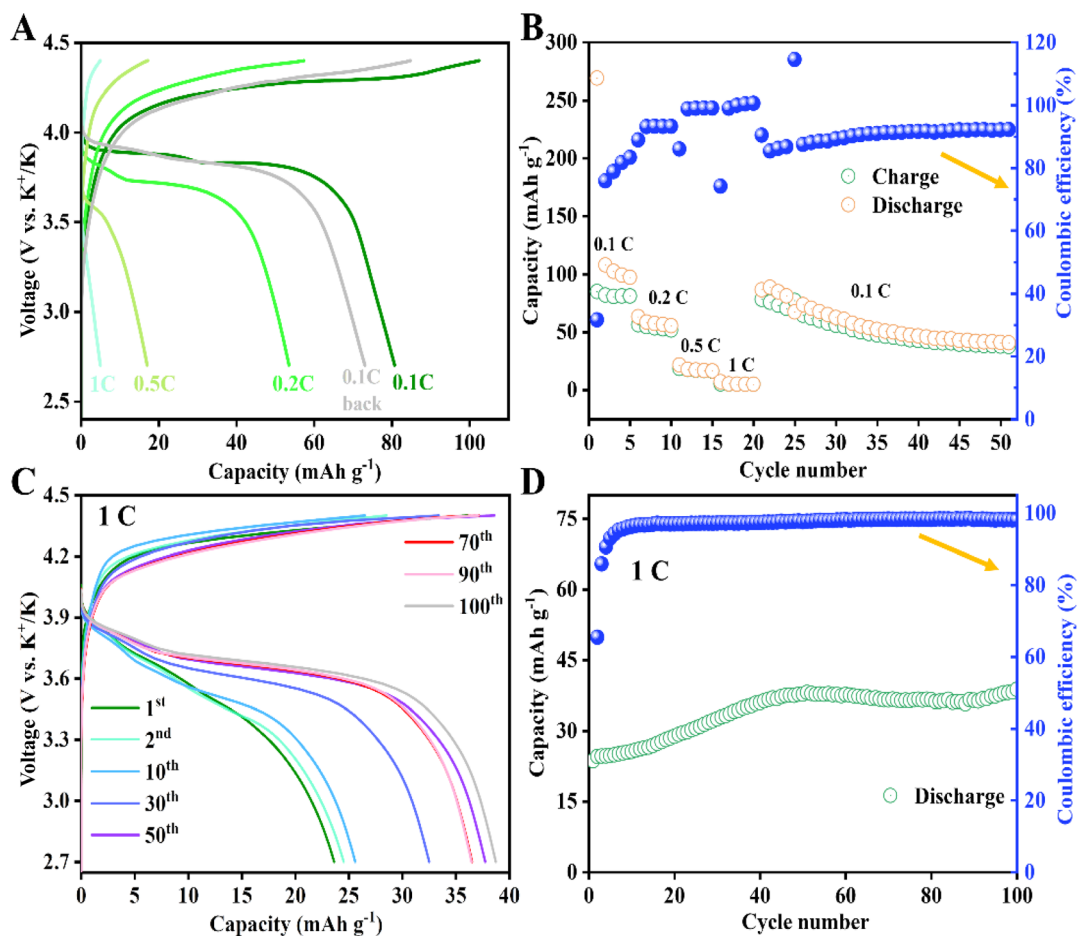 A
Voltage (V vs. K⁺/K)
4.5
4.0
3.5
3.0
2.5
1C
0.5C
0.2C
0.1C
back
0.1C
0
20
40
60
80
100
Capacity (mAh g⁻¹)
B
Capacity (mAh g⁻¹)
300
250
200
150
100
50
0
0.1 C
0.2 C
0.5 C
1 C
0.1 C
Charge
Discharge
120
100
80
60
40
20
0
Coulombic efficiency (%)
0
5
10
15
20
25
30
35
40
45
50
Cycle number
C
1 C
Voltage (V vs. K⁺/K)
4.5
4.2
3.9
3.6
3.3
3.0
2.7
70th
90th
100th
1st
2nd
10th
30th
50th
0
5
10
15
20
25
30
35
40
Capacity (mAh g⁻¹)
D
1 C
Capacity (mAh g⁻¹)
75
60
45
30
15
0
Discharge
100
80
60
40
20
0
Coulombic efficiency (%)
0
20
40
60
80
100
Cycle number